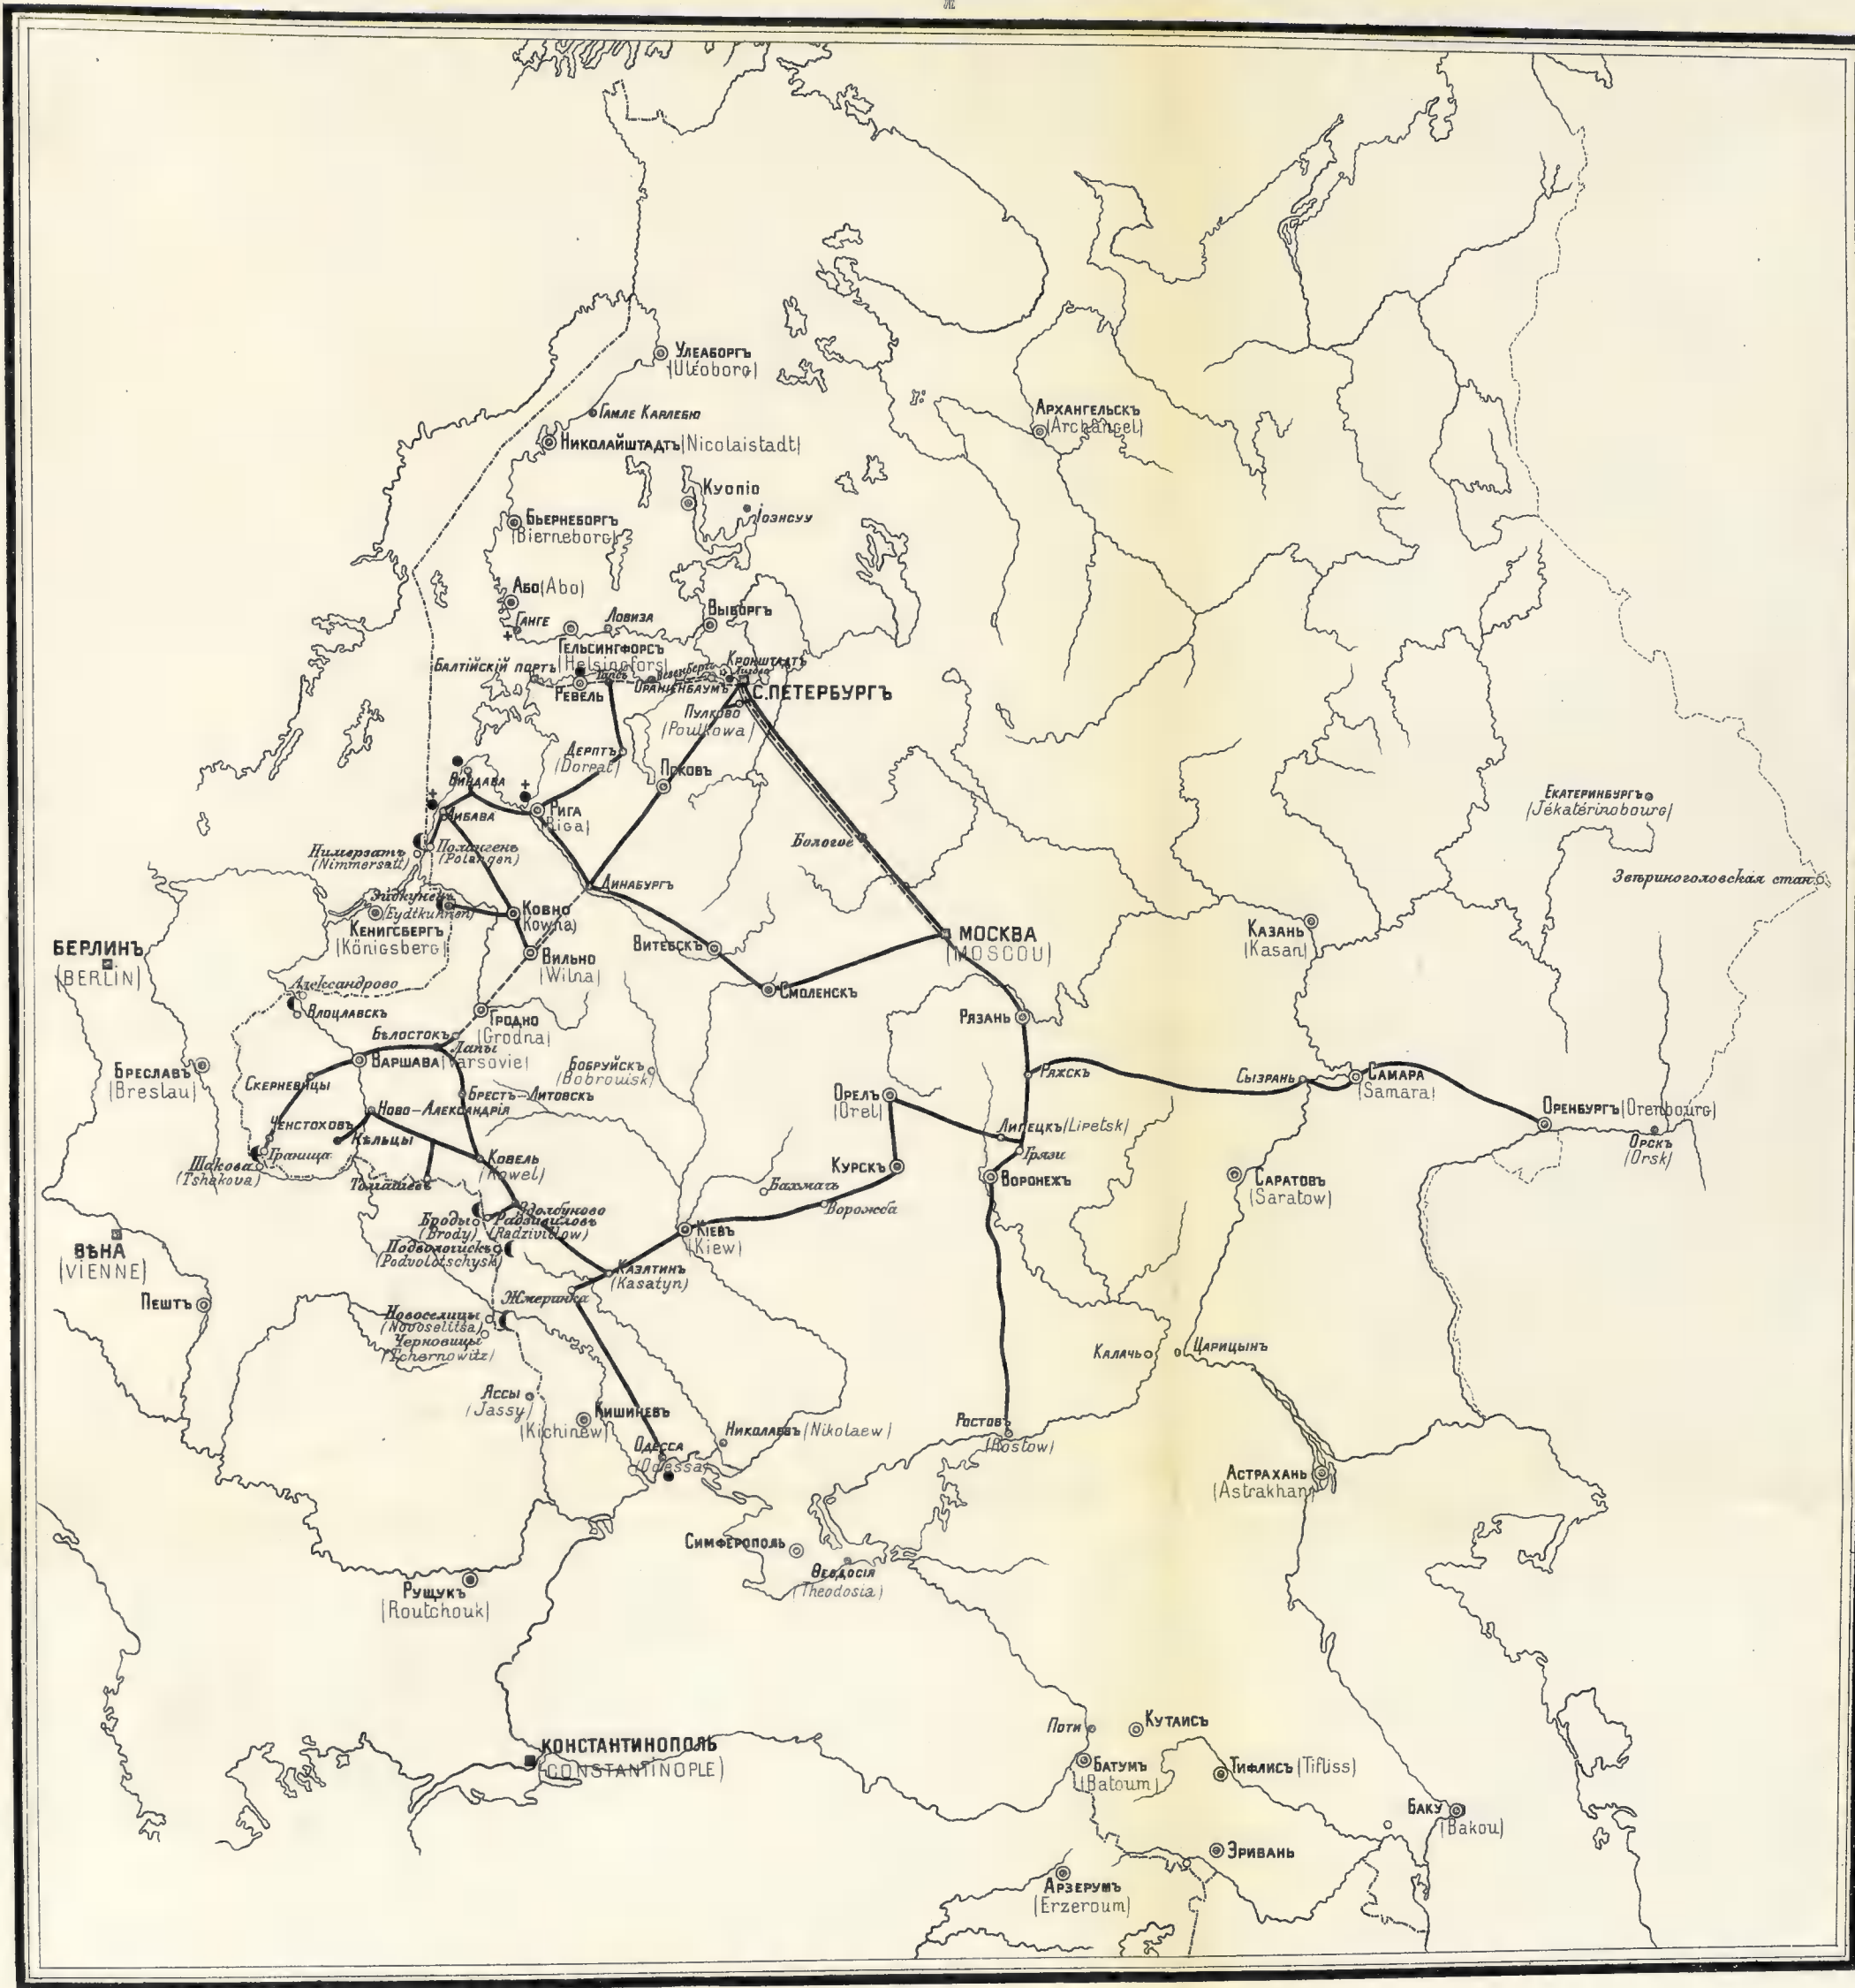 Улеаборгъ
(Uléoborg)
Гамле Карлебю
Архангельскъ
(Archangel)
Николайштадтъ (Nicolaistadt)
Куопіо
Іоэнсуу
Бьернеборгъ
(Bierneborg)
Або (Abo)
Ганге
Ловиза
Выборгъ
Гельсингфорсъ
(Helsingfors)
Балтійскій портъ
Тапсъ
Кронштадтъ
Ревель
Ораніенбаумъ
С.ПЕТЕРБУРГЪ
Пулково
(Poulkowa)
Дерптъ
(Dorpat)
Псковъ
Виндава
Либава
Рига
(Riga)
Екатеринбургъ
(Jékatérinobourg)
Бологое
Нимерзатъ
(Nimmersatt)
Полангенъ
(Polangen)
Динабургъ
Звѣриноголовская стан.
Эйдкуненъ
(Eydtkuhnen)
Ковно
(Kowna)
Кенигсбергъ
(Königsberg)
Витебскъ
МОСКВА
(MOSCOU)
Казань
(Kasan)
БЕРЛИНЪ
(BERLIN)
Вильно
(Wilna)
Александрово
Влоцлавскъ
Смоленскъ
Гродно
(Grodna)
Рязань
Бѣлостокъ
Лапы
Варшава (Varsovie)
Бреславъ
(Breslau)
Скерневицы
Бобруйскъ
(Bobrouisk)
Ряжскъ
Сызрань
Самара
(Samara)
Брестъ-Литовскъ
Орелъ
(Orel)
Ново-Александрія
Оренбургъ (Orenbourg)
Ченстоховъ
Кѣльцы
Липецкъ (Lipetsk)
Орскъ
(Orsk)
Граница
Грязи
Шакова
(Tshakova)
Ковель
(Kowel)
Курскъ
Воронежъ
Саратовъ
(Saratow)
Томашевъ
Бахмачъ
Ворожба
Здолбуново
Броды
(Brody)
Радзивиловъ
(Radzivillow)
Кіевъ
(Kiew)
ВѢНА
(VIENNE)
Подволочискъ
(Podvolotschysk)
Казятинъ
(Kasatyn)
Пештъ
Жмеринка
Новоселицы
(Novoselitsa)
Черновицы
(Tchernowitz)
Калачъ
Царицынъ
Яссы
(Jassy)
Кишиневъ
(Kichinew)
Николаевъ (Nikolaew)
Ростовъ
(Rostow)
Одесса
(Odessa)
Астрахань
(Astrakhan)
Симферополь
Ѳеодосія
(Theodosia)
Рущукъ
(Routchouk)
Поти
Кутаисъ
КОНСТАНТИНОПОЛЬ
(CONSTANTINOPLE)
Батумъ
(Batoum)
Тифлисъ (Tifliss)
Баку
(Bakou)
Эривань
Арзерумъ
(Erzeroum)